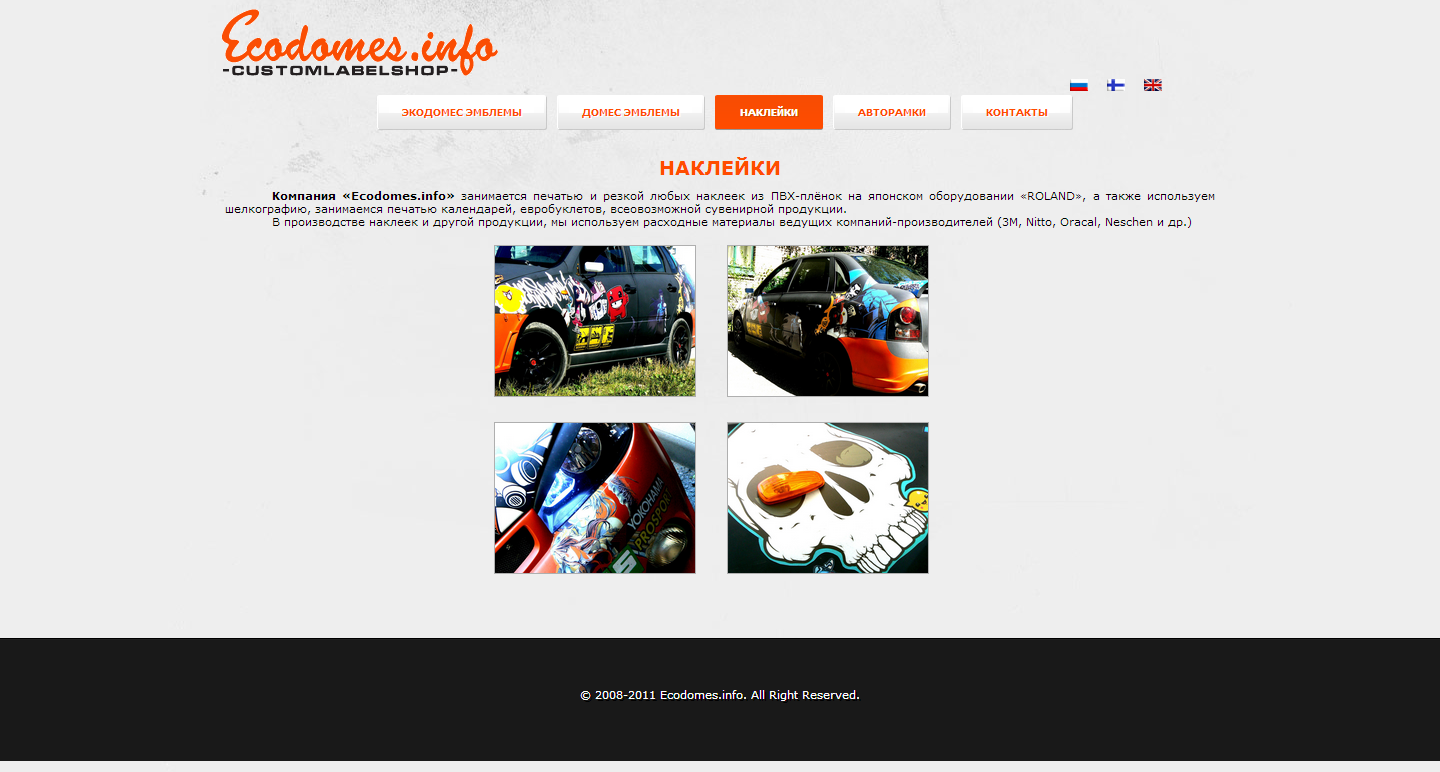 Ecodomes.info
-CUSTOMLABELSHOP-
ЭКОДОМЕС ЭМБЛЕМЫ ДОМЕС ЭМБЛЕМЫ НАКЛЕЙКИ АВТОРАМКИ КОНТАКТЫ
НАКЛЕЙКИ
Компания «Ecodomes.info» занимается печатью и резкой любых наклеек из ПВХ-плёнок на японском оборудовании «ROLAND», а также используем
шелкографию, занимаемся печатью календарей, евробуклетов, всевозможной сувенирной продукции.
В производстве наклеек и другой продукции, мы используем расходные материалы ведущих компаний-производителей (3M, Nitto, Oracal, Neschen и др.)
YOKOHAMA
PROSPORT
© 2008-2011 Ecodomes.info. All Right Reserved.